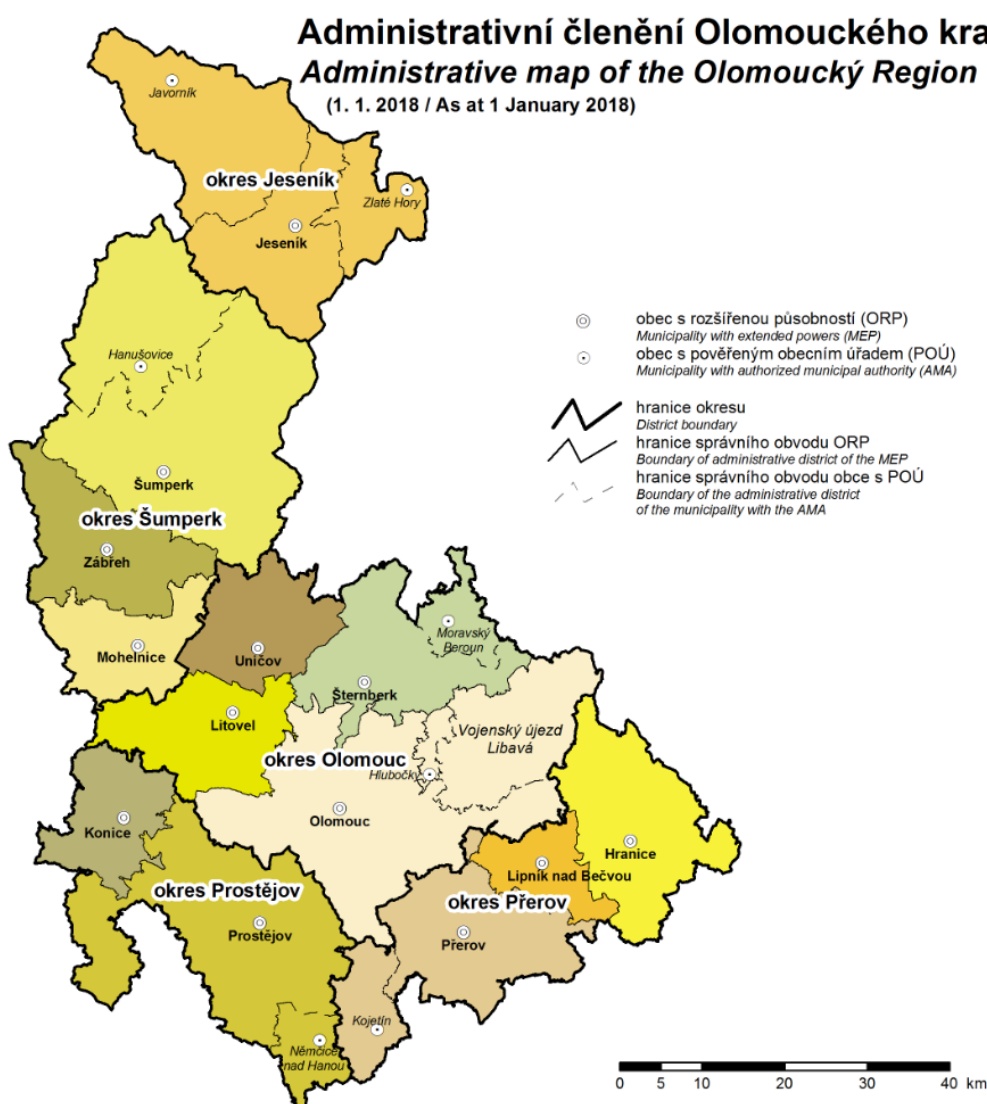 Administrativní členění Olomouckého kra
Administrative map of the Olomoucký Region
(1. 1. 2018 / As at 1 January 2018)
Javorník
okres Jeseník
Zlaté Hory
Jeseník
obec s rozšířenou působností (ORP)
Municipality with extended powers (MEP)
obec s pověřeným obecním úřadem (POÚ)
Municipality with authorized municipal authority (AMA)
hranice okresu
District boundary
hranice správního obvodu ORP
Boundary of administrative district of the MEP
hranice správního obvodu obce s POÚ
Boundary of the administrative district
of the municipality with the AMA
Hanušovice
Šumperk
okres Šumperk
Zábřeh
Moravský
Beroun
Mohelnice
Uničov
Šternberk
Litovel
Vojenský újezd
Libavá
okres Olomouc
Hlubočky
Olomouc
Konice
Hranice
Lipník nad Bečvou
okres Prostějov
okres Přerov
Prostějov
Přerov
Kojetín
Němčice
nad Hanou
0 5 10 20 30 40 km